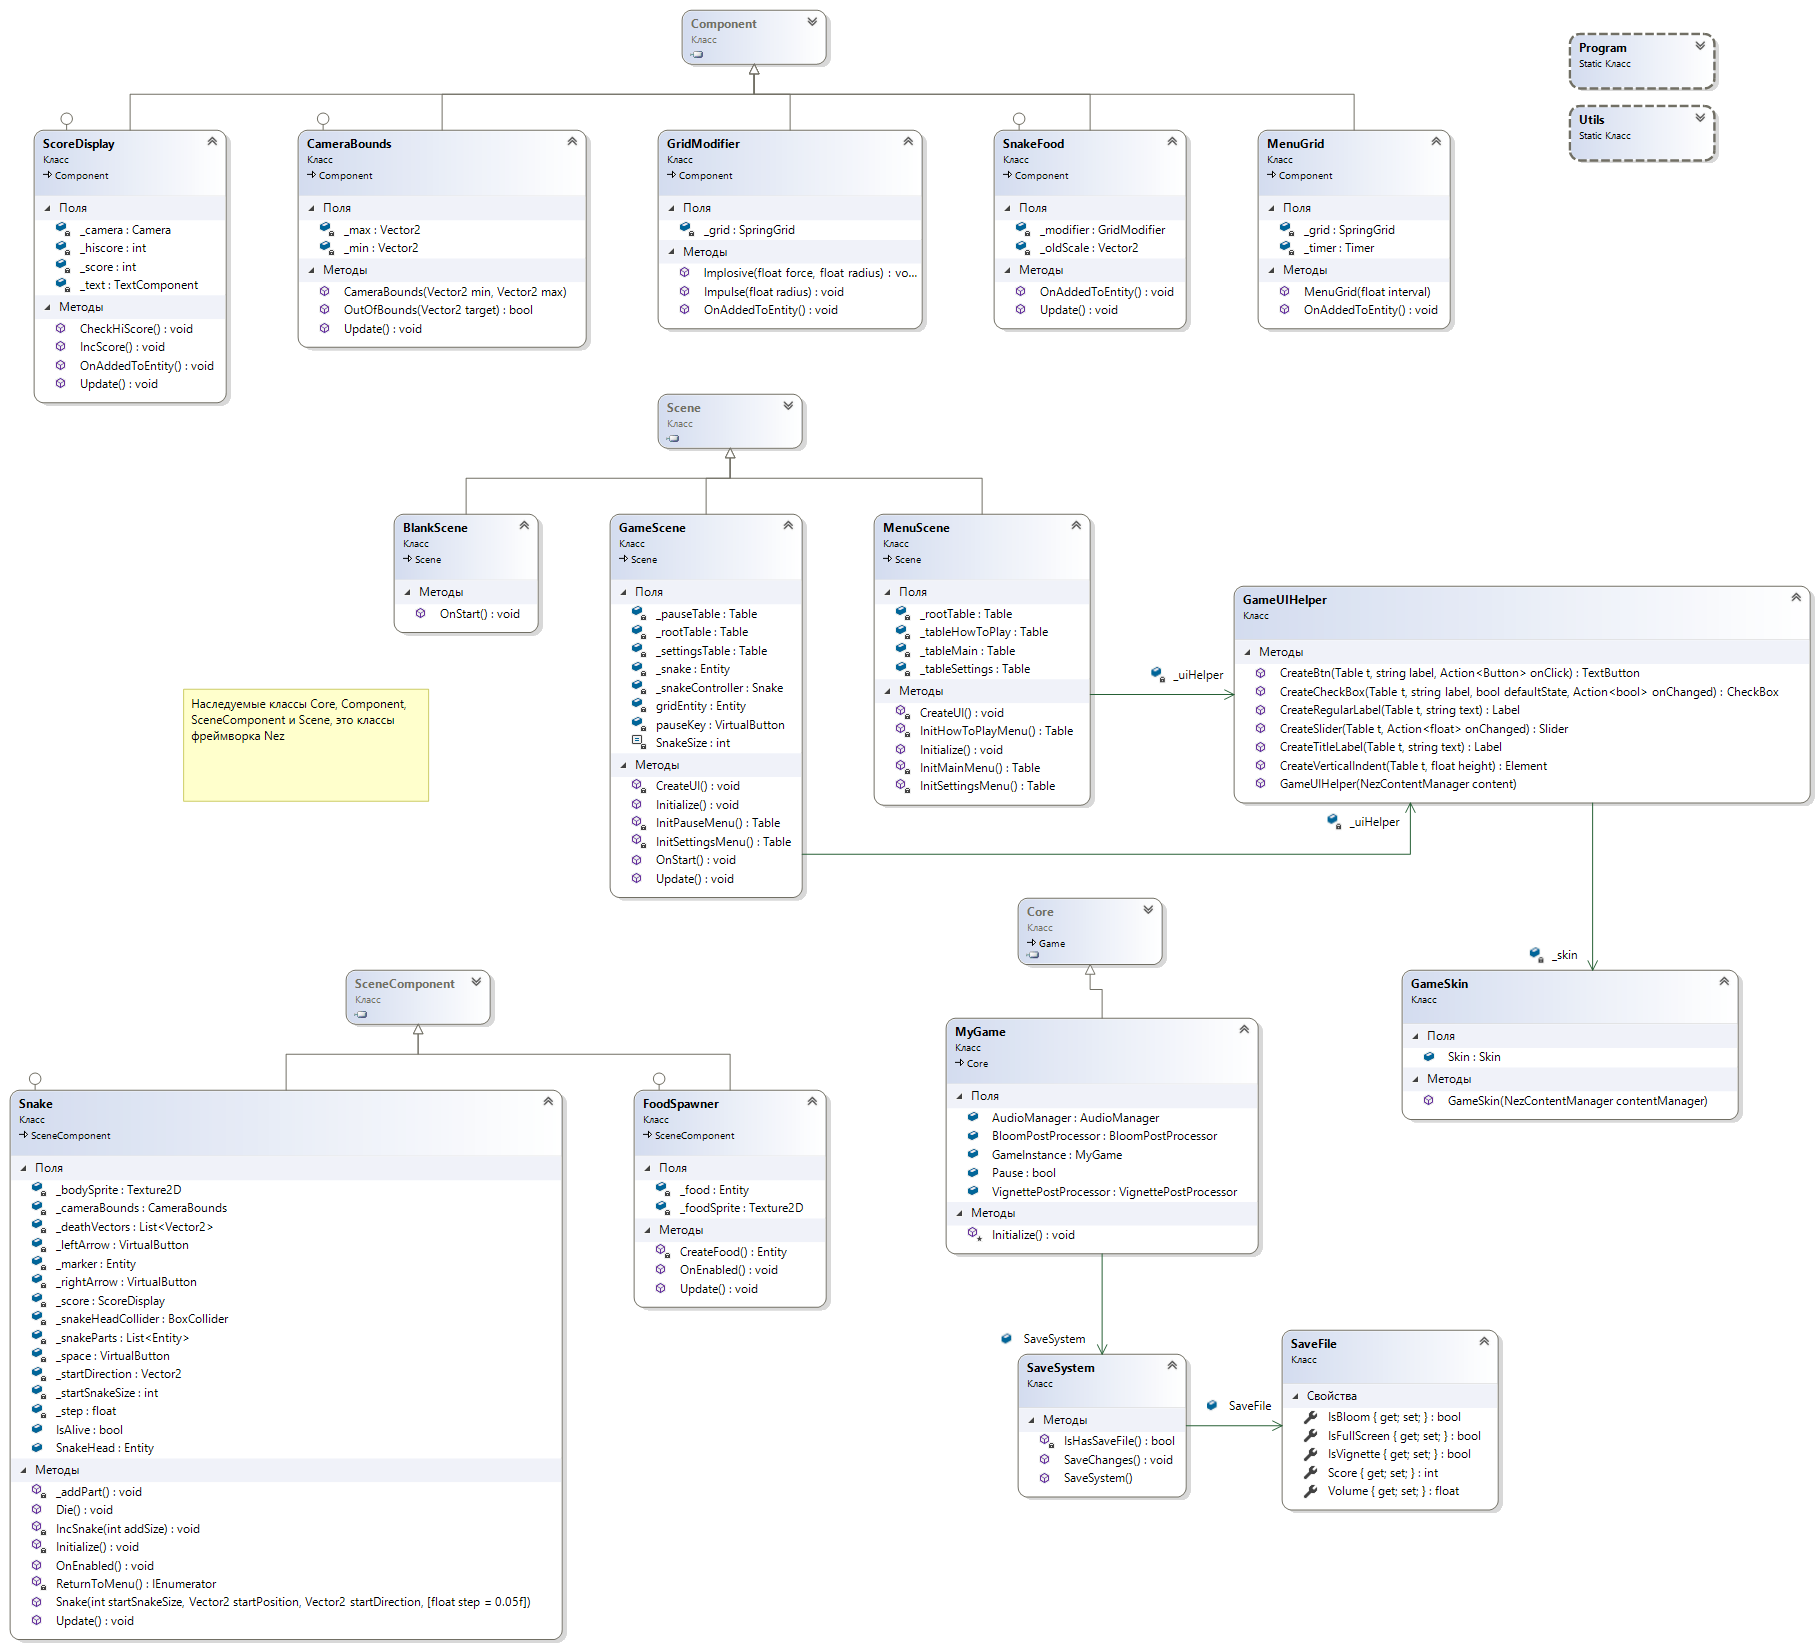 Component
Класс
Program
Static Класс
Utils
Static Класс
ScoreDisplay
Класс
Component
Поля
_camera : Camera
_hiscore : int
_score : int
_text : TextComponent
Методы
CheckHiScore() : void
IncScore() : void
OnAddedToEntity() : void
Update() : void
CameraBounds
Класс
Component
Поля
_max : Vector2
_min : Vector2
Методы
CameraBounds(Vector2 min, Vector2 max)
OutOfBounds(Vector2 target) : bool
Update() : void
GridModifier
Класс
Component
Поля
_grid : SpringGrid
Методы
Implosive(float force, float radius) : vo...
Impulse(float radius) : void
OnAddedToEntity() : void
SnakeFood
Класс
Component
Поля
_modifier : GridModifier
_oldScale : Vector2
Методы
OnAddedToEntity() : void
Update() : void
MenuGrid
Класс
Component
Поля
_grid : SpringGrid
_timer : Timer
Методы
MenuGrid(float interval)
OnAddedToEntity() : void
Scene
Класс
BlankScene
Класс
Scene
Методы
OnStart() : void
GameScene
Класс
Scene
Поля
_pauseTable : Table
_rootTable : Table
_settingsTable : Table
_snake : Entity
_snakeController : Snake
gridEntity : Entity
pauseKey : VirtualButton
SnakeSize : int
Методы
CreateUI() : void
Initialize() : void
InitPauseMenu() : Table
InitSettingsMenu() : Table
OnStart() : void
Update() : void
MenuScene
Класс
Scene
Поля
_rootTable : Table
_tableHowToPlay : Table
_tableMain : Table
_tableSettings : Table
Методы
CreateUI() : void
InitHowToPlayMenu() : Table
Initialize() : void
InitMainMenu() : Table
InitSettingsMenu() : Table
_uiHelper
GameUIHelper
Класс
Методы
CreateBtn(Table t, string label, Action<Button> onClick) : TextButton
CreateCheckBox(Table t, string label, bool defaultState, Action<bool> onChanged) : CheckBox
CreateRegularLabel(Table t, string text) : Label
CreateSlider(Table t, Action<float> onChanged) : Slider
CreateTitleLabel(Table t, string text) : Label
CreateVerticalIndent(Table t, float height) : Element
GameUIHelper(NezContentManager content)
_uiHelper
Наследуемые классы Core, Component,
SceneComponent и Scene, это классы
фреймворка Nez
Core
Класс
Game
_skin
GameSkin
Класс
Поля
Skin : Skin
Методы
GameSkin(NezContentManager contentManager)
SceneComponent
Класс
MyGame
Класс
Core
Поля
AudioManager : AudioManager
BloomPostProcessor : BloomPostProcessor
GameInstance : MyGame
Pause : bool
VignettePostProcessor : VignettePostProcessor
Методы
Initialize() : void
Snake
Класс
SceneComponent
Поля
_bodySprite : Texture2D
_cameraBounds : CameraBounds
_deathVectors : List<Vector2>
_leftArrow : VirtualButton
_marker : Entity
_rightArrow : VirtualButton
_score : ScoreDisplay
_snakeHeadCollider : BoxCollider
_snakeParts : List<Entity>
_space : VirtualButton
_startDirection : Vector2
_startSnakeSize : int
_step : float
IsAlive : bool
SnakeHead : Entity
Методы
_addPart() : void
Die() : void
IncSnake(int addSize) : void
Initialize() : void
OnEnabled() : void
ReturnToMenu() : IEnumerator
Snake(int startSnakeSize, Vector2 startPosition, Vector2 startDirection, [float step = 0.05f])
Update() : void
FoodSpawner
Класс
SceneComponent
Поля
_food : Entity
_foodSprite : Texture2D
Методы
CreateFood() : Entity
OnEnabled() : void
Update() : void
SaveSystem
SaveSystem
Класс
Методы
IsHasSaveFile() : bool
SaveChanges() : void
SaveSystem()
SaveFile
SaveFile
Класс
Свойства
IsBloom { get; set; } : bool
IsFullScreen { get; set; } : bool
IsVignette { get; set; } : bool
Score { get; set; } : int
Volume { get; set; } : float